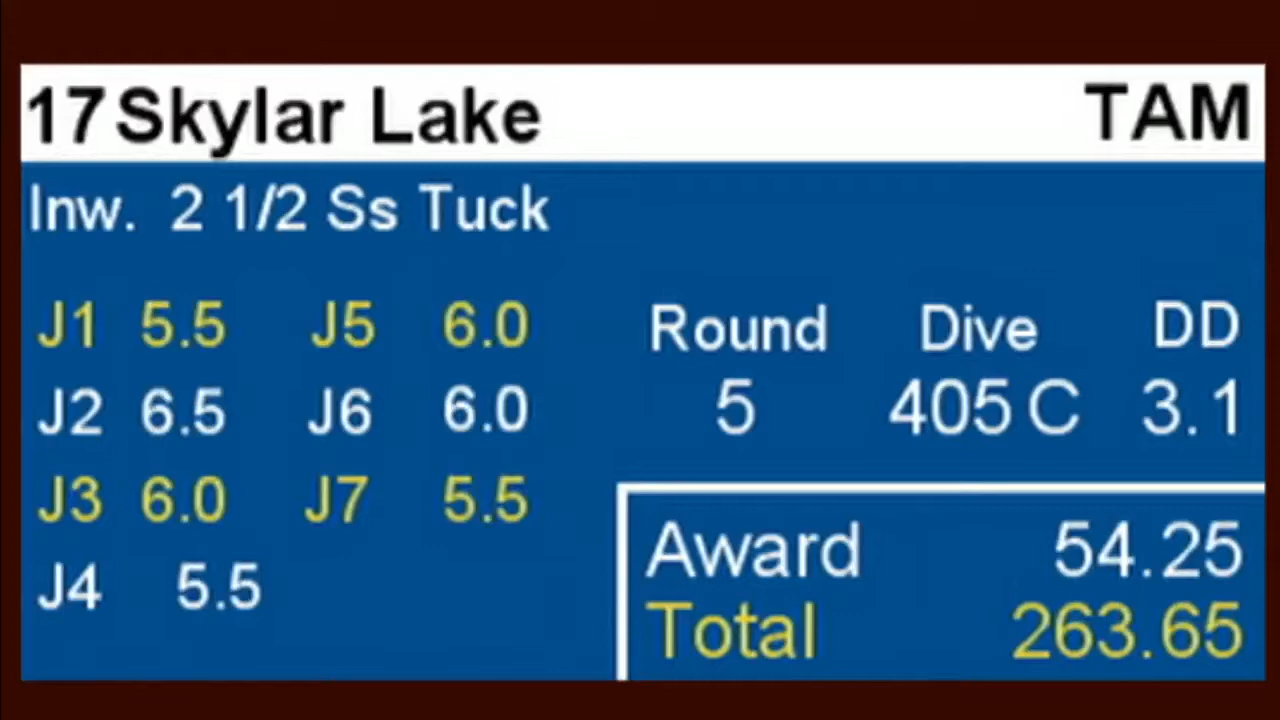 17 Skylar Lake TAM
Inw. 2 1/2 Ss Tuck
J1 5.5 J5 6.0 Round Dive DD
J2 6.5 J6 6.0 5 405 C 3.1
J3 6.0 J7 5.5
Award 54.25
J4 5.5
Total 263.65